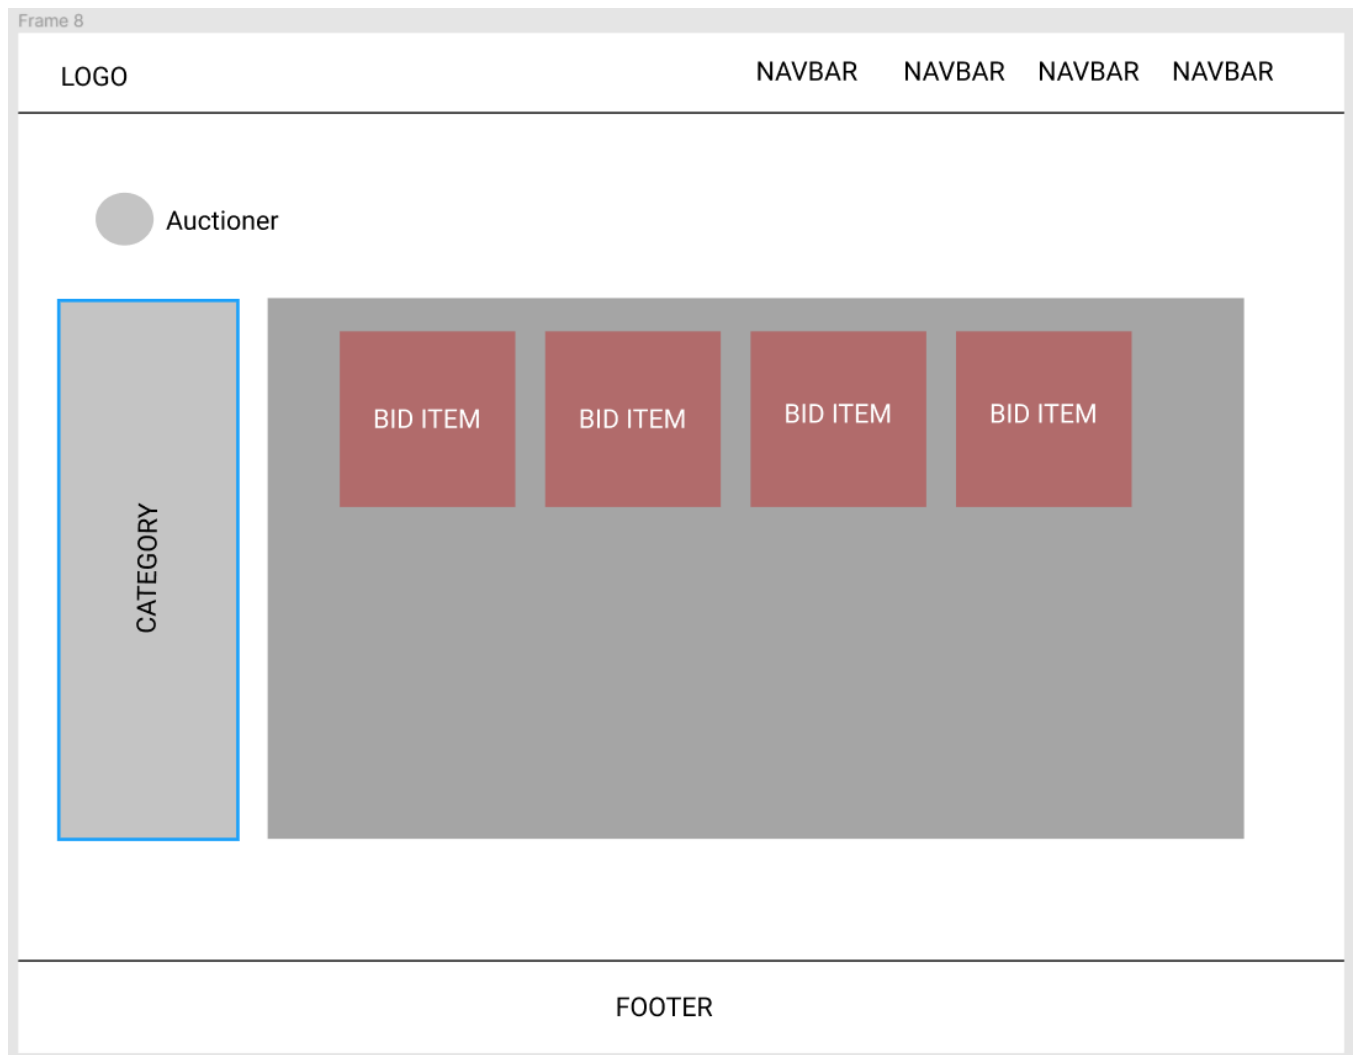 Frame 8
LOGO NAVBAR NAVBAR NAVBAR NAVBAR
Auctioner
BID ITEM BID ITEM BID ITEM BID ITEM
CATEGORY
FOOTER